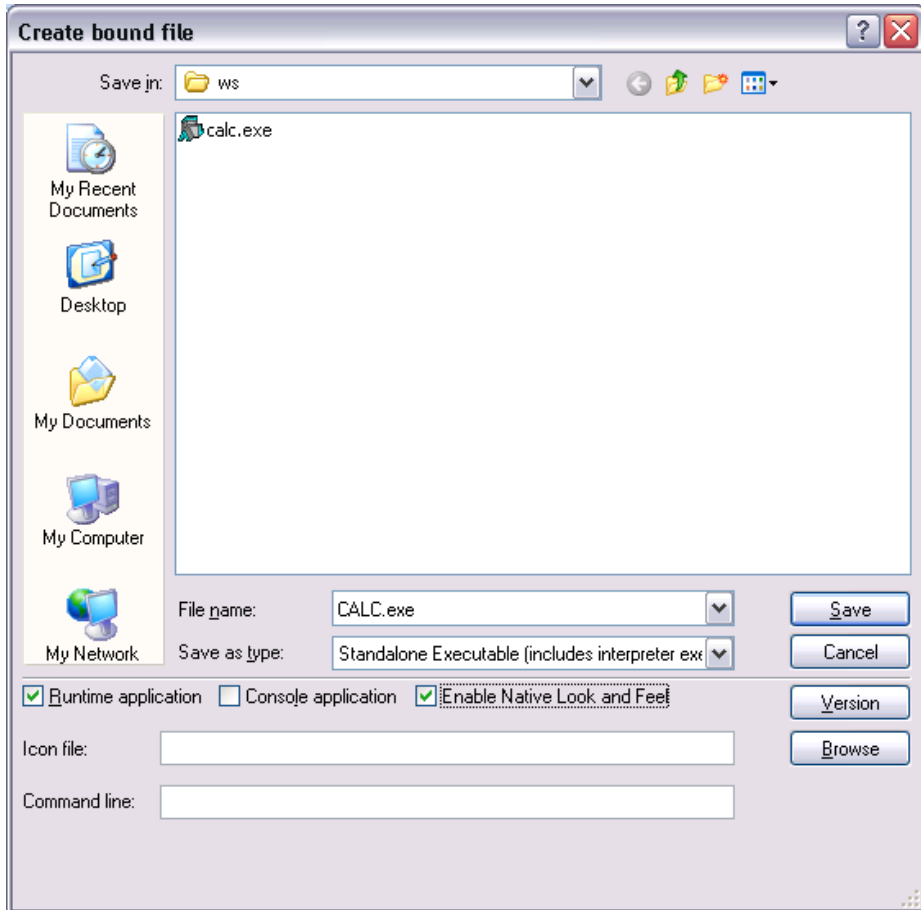 Create bound file
Save in:
ws
calc.exe
My Recent
Documents
Desktop
My Documents
My Computer
My Network
File name:
CALC.exe
Save
Save as type:
Standalone Executable (includes interpreter exe
Cancel
Runtime application
Console application
Enable Native Look and Feel
Version
Icon file:
Browse
Command line: